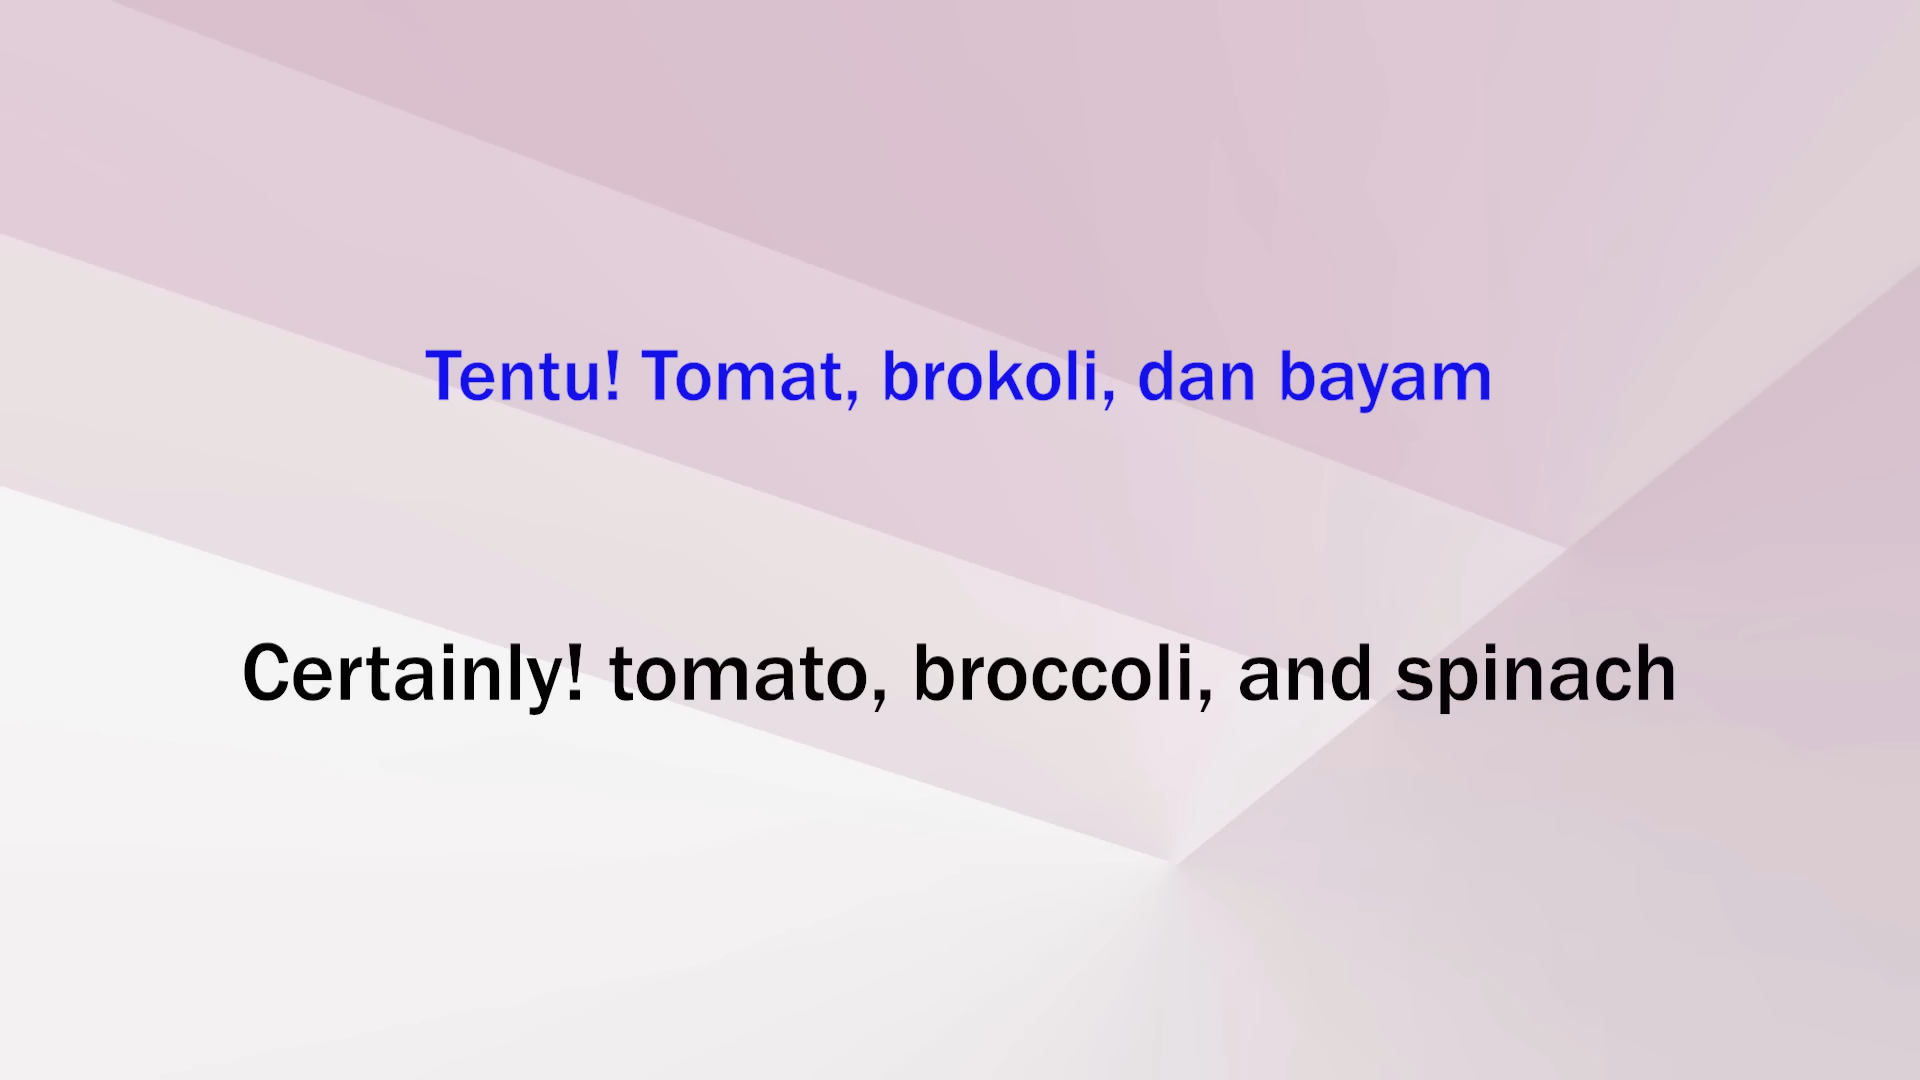 Tentu! Tomat, brokoli, dan bayam
Certainly! tomato, broccoli, and spinach